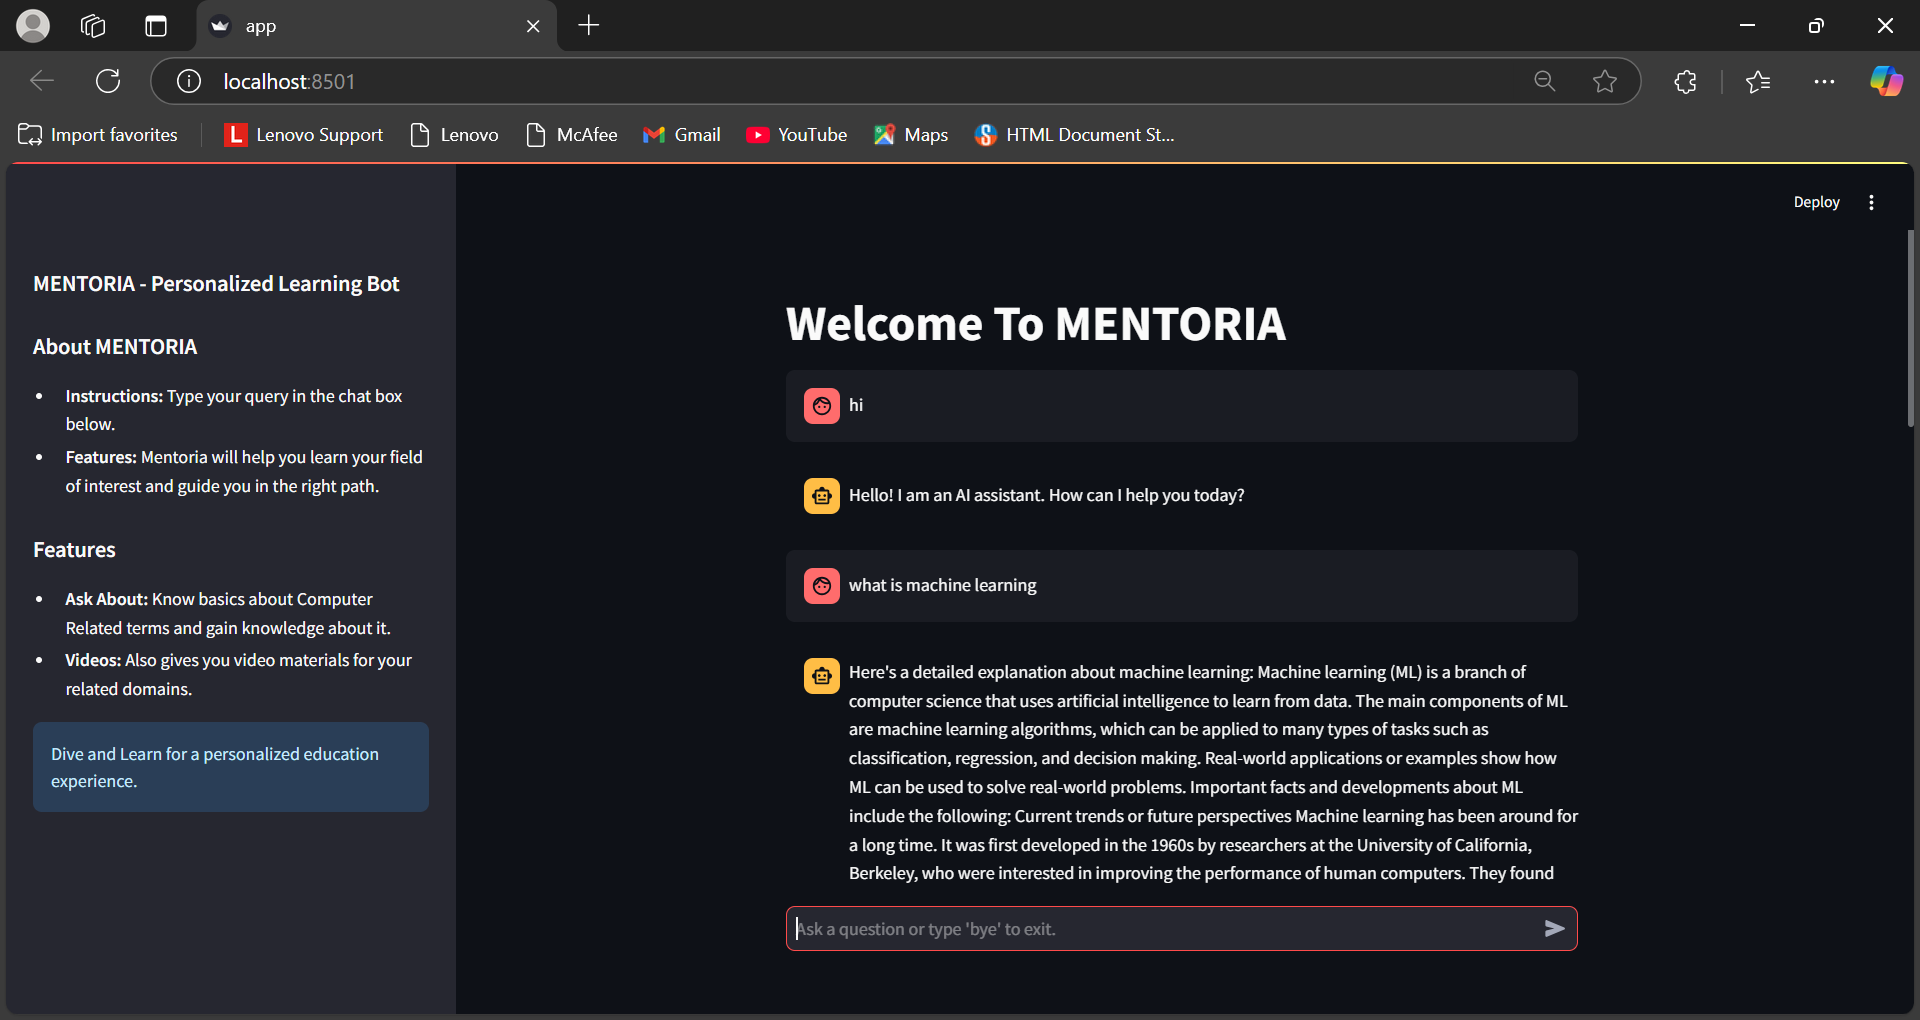 app
localhost:8501
Import favorites
Lenovo Support
Lenovo
McAfee
Gmail
YouTube
Maps
HTML Document St...
Deploy
MENTORIA - Personalized Learning Bot
About MENTORIA
• Instructions: Type your query in the chat box
below.
• Features: Mentoria will help you learn your field
of interest and guide you in the right path.
Features
• Ask About: Know basics about Computer
Related terms and gain knowledge about it.
• Videos: Also gives you video materials for your
related domains.
Dive and Learn for a personalized education
experience.
Welcome To MENTORIA
hi
Hello! I am an AI assistant. How can I help you today?
what is machine learning
Here's a detailed explanation about machine learning: Machine learning (ML) is a branch of
computer science that uses artificial intelligence to learn from data. The main components of ML
are machine learning algorithms, which can be applied to many types of tasks such as
classification, regression, and decision making. Real-world applications or examples show how
ML can be used to solve real-world problems. Important facts and developments about ML
include the following: Current trends or future perspectives Machine learning has been around for
a long time. It was first developed in the 1960s by researchers at the University of California,
Berkeley, who were interested in improving the performance of human computers. They found
Ask a question or type 'bye' to exit.